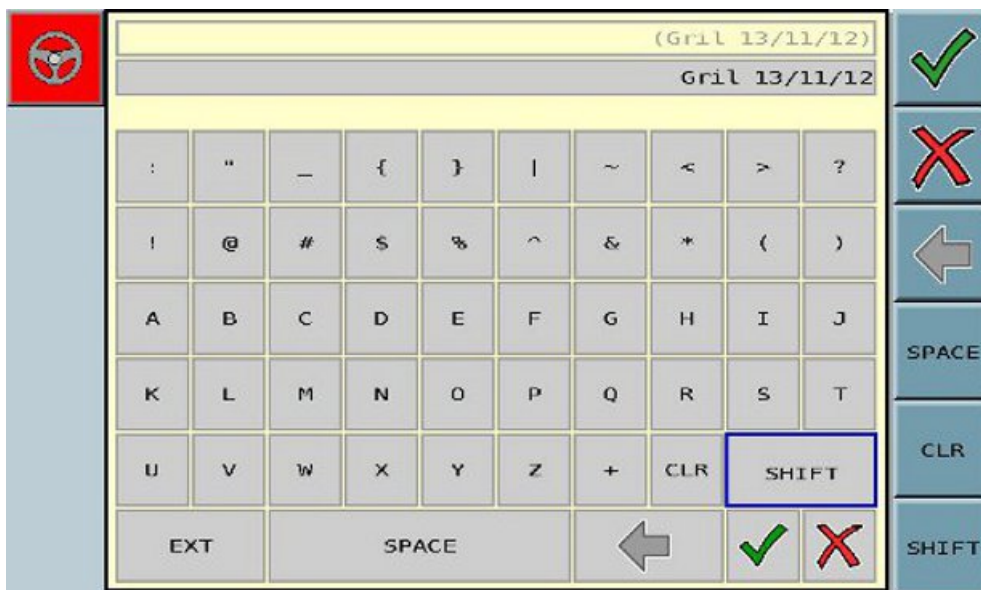 (Gril 13/11/12)
Gril 13/11/12
: " _ { } | ~ < > ?
! @ # $ % ^ & * ( )
A B C D E F G H I J
SPACE
K L M N O P Q R S T
U V W X Y Z + CLR SHIFT
CLR
EXT SPACE
SHIFT